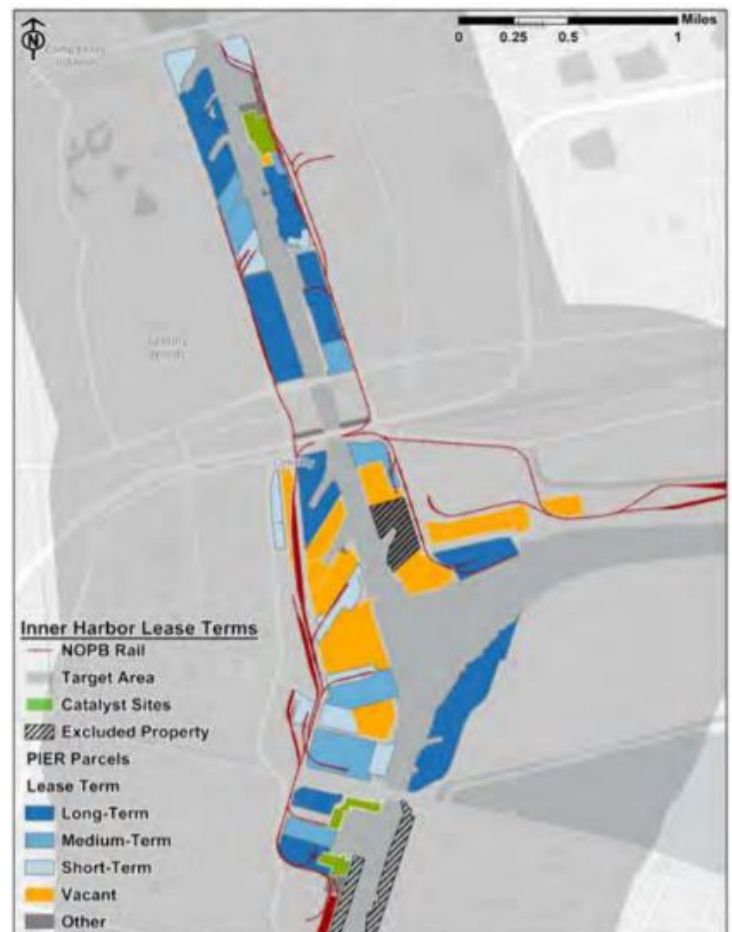 N
Miles
0 0.25 0.5 1
Inner Harbor Lease Terms
NOPB Rail
Target Area
Catalyst Sites
Excluded Property
PIER Parcels
Lease Term
Long-Term
Medium-Term
Short-Term
Vacant
Other